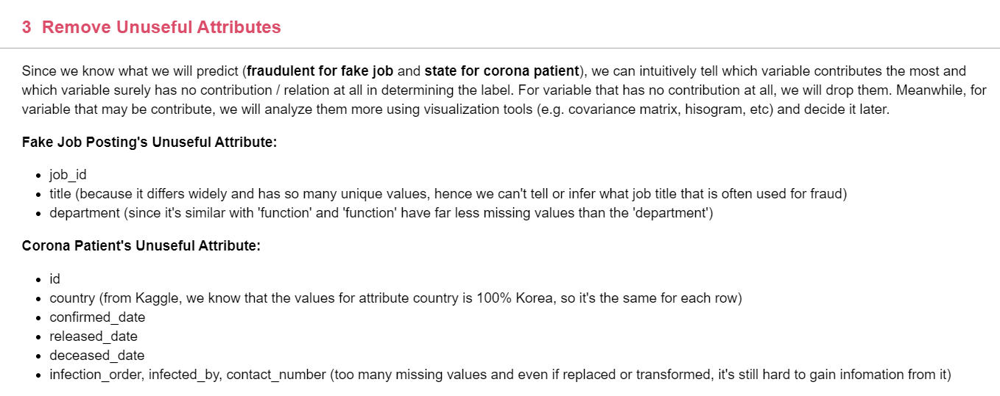 3 Remove Unuseful Attributes
Since we know what we will predict (fraudulent for fake job and state for corona patient), we can intuitively tell which variable contributes the most and
which variable surely has no contribution / relation at all in determining the label. For variable that has no contribution at all, we will drop them. Meanwhile, for
variable that may be contribute, we will analyze them more using visualization tools (e.g. covariance matrix, hisogram, etc) and decide it later.
Fake Job Posting's Unuseful Attribute:
• job_id
• title (because it differs widely and has so many unique values, hence we can't tell or infer what job title that is often used for fraud)
• department (since it's similar with 'function' and 'function' have far less missing values than the 'department')
Corona Patient's Unuseful Attribute:
• id
• country (from Kaggle, we know that the values for attribute country is 100% Korea, so it's the same for each row)
• confirmed_date
• released_date
• deceased_date
• infection_order, infected_by, contact_number (too many missing values and even if replaced or transformed, it's still hard to gain infomation from it)